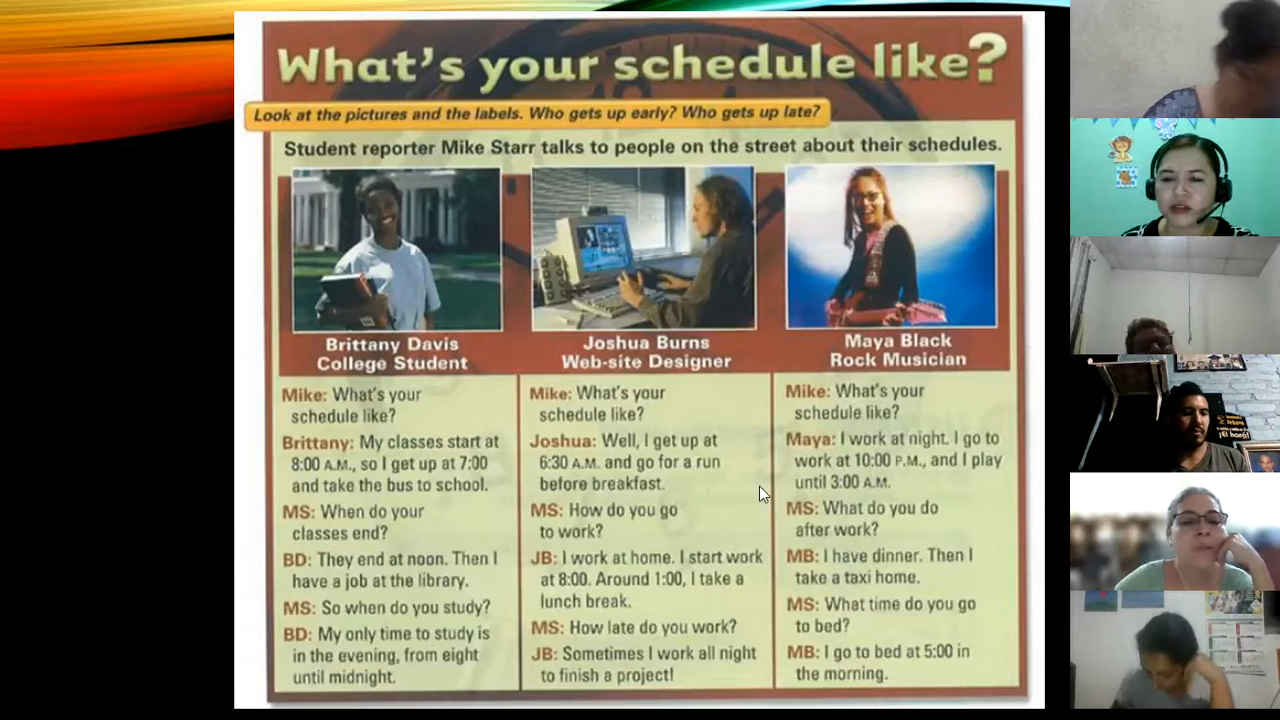 What's your schedule like?
Look at the pictures and the labels. Who gets up early? Who gets up late?
Student reporter Mike Starr talks to people on the street about their schedules.
Brittany Davis
College Student
Joshua Burns
Web-site Designer
Maya Black
Rock Musician
Mike: What's your
schedule like?
Brittany: My classes start at
8:00 A.M., so I get up at 7:00
and take the bus to school.
MS: When do your
classes end?
BD: They end at noon. Then I
have a job at the library.
MS: So when do you study?
BD: My only time to study is
in the evening, from eight
until midnight.
Mike: What's your
schedule like?
Joshua: Well, I get up at
6:30 A.M. and go for a run
before breakfast.
MS: How do you go
to work?
JB: I work at home. I start work
at 8:00. Around 1:00, I take a
lunch break.
MS: How late do you work?
JB: Sometimes I work all night
to finish a project!
Mike: What's your
schedule like?
Maya: I work at night. I go to
work at 10:00 P.M., and I play
until 3:00 A.M.
MS: What do you do
after work?
MB: I have dinner. Then I
take a taxi home.
MS: What time do you go
to bed?
MB: I go to bed at 5:00 in
the morning.
¡El hará!